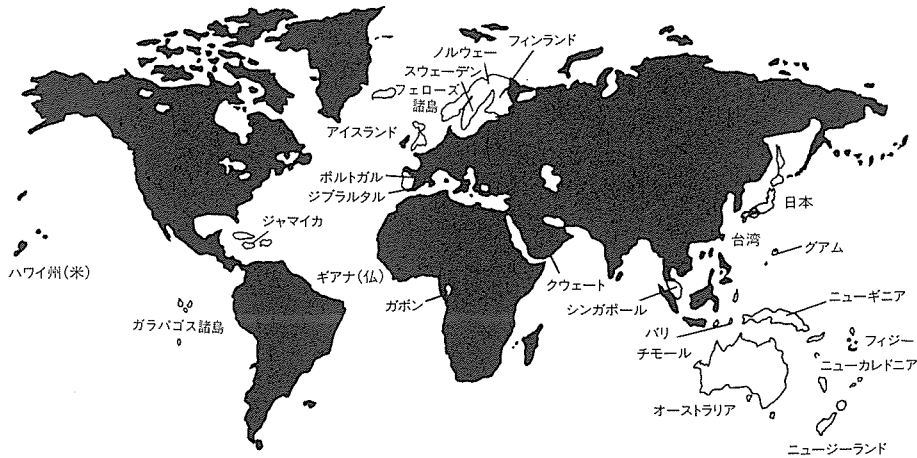 ノルウェー
フィンランド
スウェーデン
フェローズ
諸島
アイスランド
ポルトガル
ジブラルタル
ジャマイカ
日本
台湾
グアム
ハワイ州(米)
ギアナ(仏)
クウェート
ガボン
シンガポール
ニューギニア
ガラパゴス諸島
バリ
チモール
フィジー
ニューカレドニア
オーストラリア
ニュージーランド